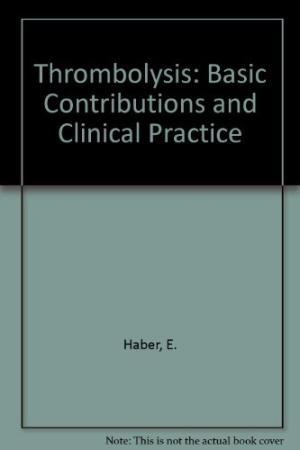 Thrombolysis: Basic
Contributions and
Clinical Practice
Haber, E.
Note: This is not the actual book cover